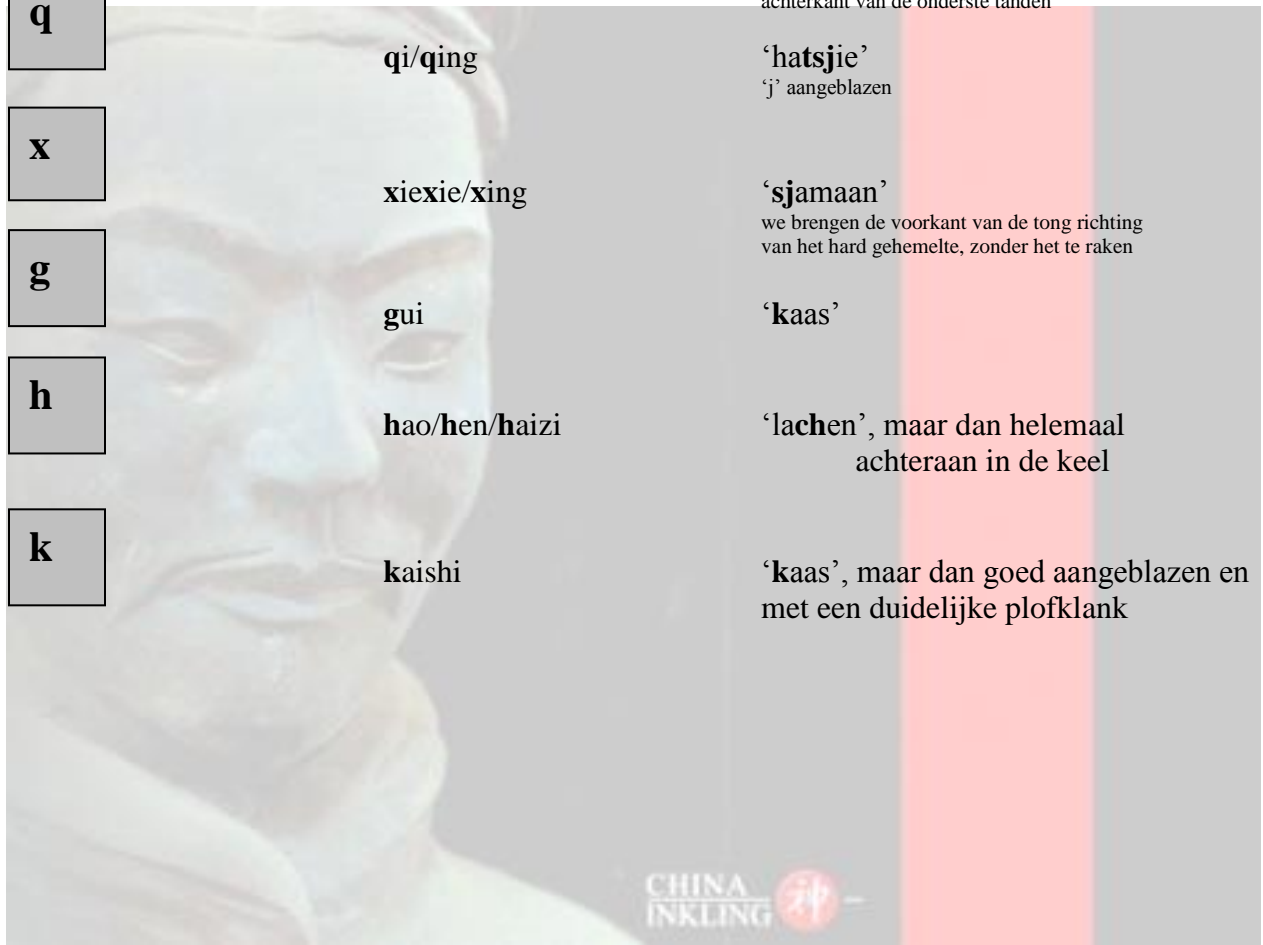 achterkant van de onderste tanden
q
qi/qing ‘hatsjie’
‘j’ aangeblazen
x
xiexie/xing ‘sjamaan’
we brengen de voorkant van de tong richting
van het hard gehemelte, zonder het te raken
g
gui ‘kaas’
h
hao/hen/haizi ‘lachen’, maar dan helemaal
achteraan in de keel
k
kaishi ‘kaas’, maar dan goed aangeblazen en
met een duidelijke plofklank
CHINA
INKLING